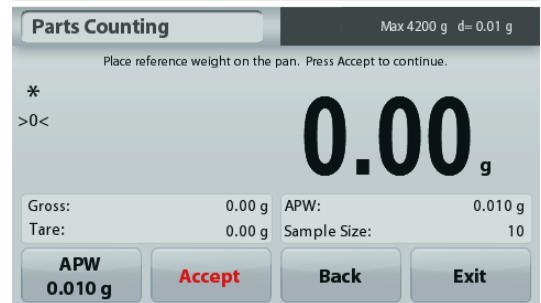 Parts Counting
Max 4200 g d= 0.01 g
Place reference weight on the pan. Press Accept to continue.
*
>0<
0.00 g
Gross: 0.00 g
Tare: 0.00 g
APW: 0.010 g
Sample Size: 10
APW
0.010 g
Accept
Back
Exit